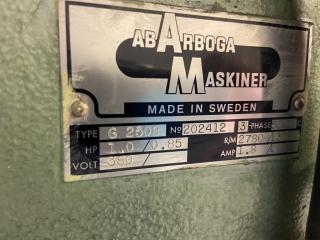 AB ARBOGA
MASKINER
MADE IN SWEDEN
TYPE G 2508 No 202412 3-PHASE
HP 1.0 / 0.85 R/M 2780
VOLT 380 AMP 1.8